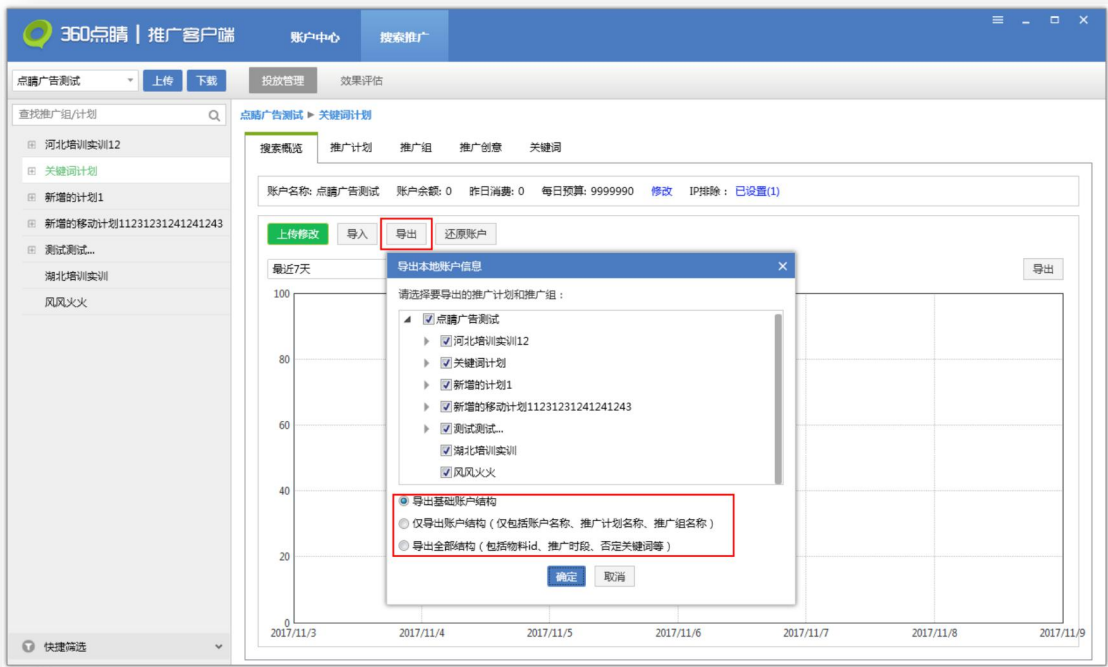 360点睛 | 推广客户端 账户中心 搜索推广
点睛广告测试 上传 下载 投放管理 效果评估
查找推广组/计划 点睛广告测试 ▶ 关键词计划
河北培训实训12
关键词计划
新增的计划1
新增的移动计划11231231241241243
测试测试...
湖北培训实训
风风火火
快捷筛选
搜索概览 推广计划 推广组 推广创意 关键词
账户名称: 点睛广告测试 账户余额: 0 昨日消费: 0 每日预算: 9999990 修改 IP排除: 已设置(1)
上传修改 导入 导出 还原账户
最近7天 导出
100
80
60
40
20
0
2017/11/3 2017/11/4 2017/11/5 2017/11/6 2017/11/7 2017/11/8 2017/11/9
导出本地账户信息
请选择要导出的推广计划和推广组：
点睛广告测试
河北培训实训12
关键词计划
新增的计划1
新增的移动计划11231231241241243
测试测试...
湖北培训实训
风风火火
导出基础账户结构
仅导出账户结构（仅包括账户名称、推广计划名称、推广组名称）
导出全部结构（包括物料id、推广时段、否定关键词等）
确定 取消